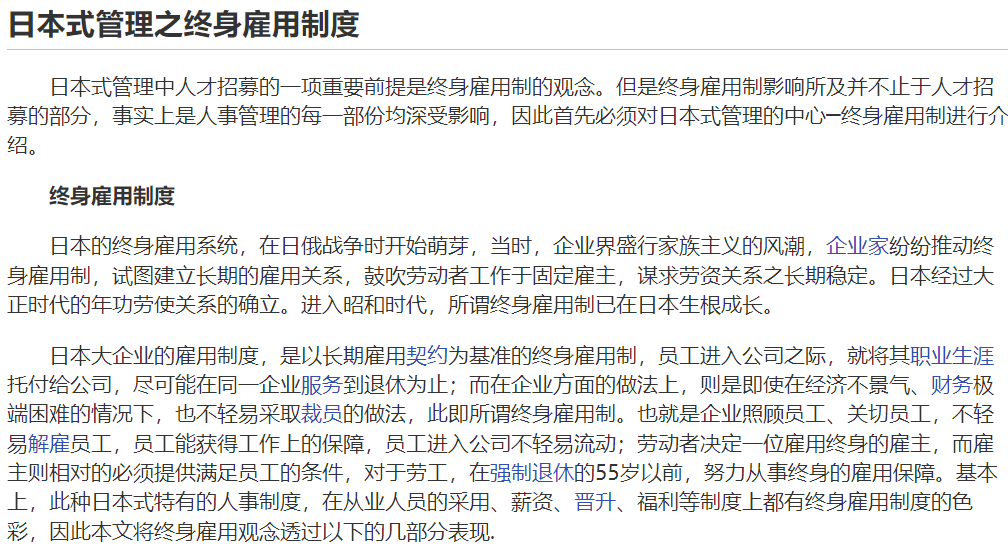 日本式管理之终身雇用制度
日本式管理中人才招募的一项重要前提是终身雇用制的观念。但是终身雇用制影响所及并不止于人才招
募的部分，事实上是人事管理的每一部份均深受影响，因此首先必须对日本式管理的中心─终身雇用制进行介
绍。
终身雇用制度
日本的终身雇用系统，在日俄战争时开始萌芽，当时，企业界盛行家族主义的风潮，企业家纷纷推动终
身雇用制，试图建立长期的雇用关系，鼓吹劳动者工作于固定雇主，谋求劳资关系之长期稳定。日本经过大
正时代的年功劳使关系的确立。进入昭和时代，所谓终身雇用制已在日本生根成长。
日本大企业的雇用制度，是以长期雇用契约为基准的终身雇用制，员工进入公司之际，就将其职业生涯
托付给公司，尽可能在同一企业服务到退休为止；而在企业方面的做法上，则是即使在经济不景气、财务极
端困难的情况下，也不轻易采取裁员的做法，此即所谓终身雇用制。也就是企业照顾员工、关切员工，不轻
易解雇员工，员工能获得工作上的保障，员工进入公司不轻易流动；劳动者决定一位雇用终身的雇主，而雇
主则相对的必须提供满足员工的条件，对于劳工，在强制退休的55岁以前，努力从事终身的雇用保障。基本
上，此种日本式特有的人事制度，在从业人员的采用、薪资、晋升、福利等制度上都有终身雇用制度的色
彩，因此本文将终身雇用观念透过以下的几部分表现.